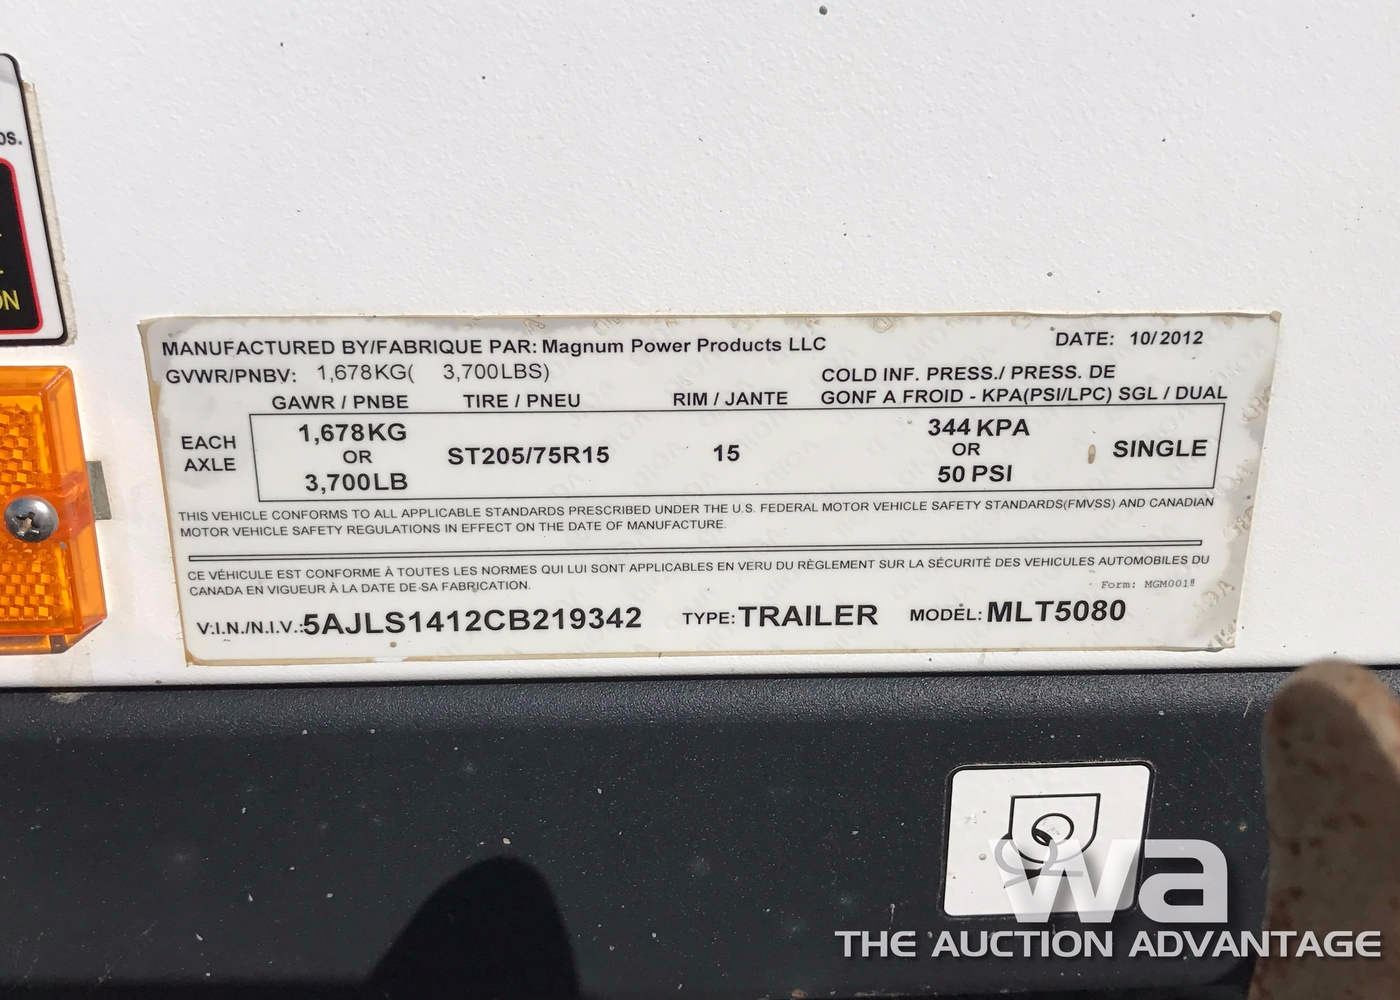 OS.
ON
MANUFACTURED BY/FABRIQUE PAR: Magnum Power Products LLC DATE: 10/2012
GVWR/PNBV: 1,678KG( 3,700LBS)
COLD INF. PRESS./ PRESS. DE
GAWR / PNBE TIRE / PNEU RIM / JANTE GONF A FROID - KPA(PSI/LPC) SGL / DUAL
EACH AXLE 1,678KG OR 3,700LB ST205/75R15 15 344 KPA OR 50 PSI SINGLE
THIS VEHICLE CONFORMS TO ALL APPLICABLE STANDARDS PRESCRIBED UNDER THE U.S. FEDERAL MOTOR VEHICLE SAFETY STANDARDS(FMVSS) AND CANADIAN
MOTOR VEHICLE SAFETY REGULATIONS IN EFFECT ON THE DATE OF MANUFACTURE.
CE VÉHICULE EST CONFORME À TOUTES LES NORMES QUI LUI SONT APPLICABLES EN VERU DU RÈGLEMENT SUR LA SÉCURITÉ DES VEHICULES AUTOMOBILES DU
CANADA EN VIGUEUR À LA DATE DE SA FABRICATION.
Form: MGM001
V.I.N./N.I.V.:5AJLS1412CB219342 TYPE:TRAILER MODEL:MLT5080
wa
THE AUCTION ADVANTAGE